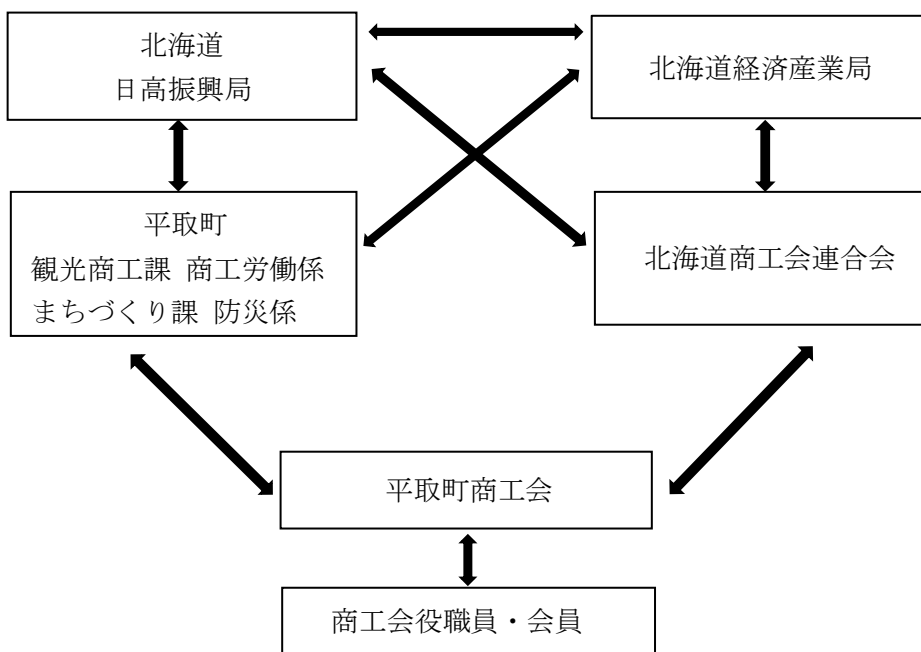 北海道
日高振興局
北海道経済産業局
平取町
観光商工課 商工労働係
まちづくり課 防災係
北海道商工会連合会
平取町商工会
商工会役職員・会員